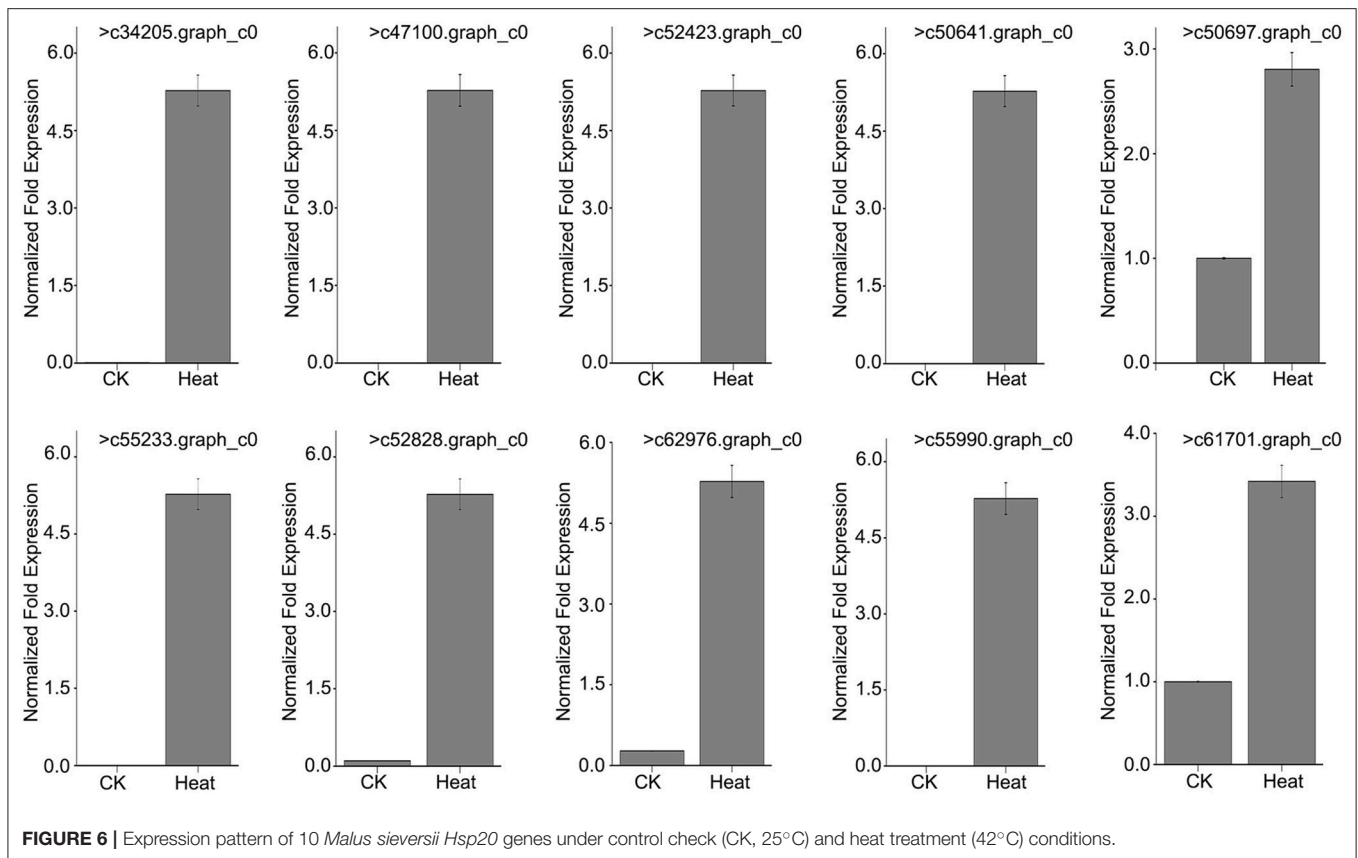 >c34205.graph_c0
Normalized Fold Expression
6.0
4.5
3.0
1.5
0.0
CK
Heat
>c47100.graph_c0
Normalized Fold Expression
6.0
4.5
3.0
1.5
0.0
CK
Heat
>c52423.graph_c0
Normalized Fold Expression
6.0
4.5
3.0
1.5
0.0
CK
Heat
>c50641.graph_c0
Normalized Fold Expression
6.0
4.5
3.0
1.5
0.0
CK
Heat
>c50697.graph_c0
Normalized Fold Expression
3.0
2.0
1.0
0.0
CK
Heat
>c55233.graph_c0
Normalized Fold Expression
6.0
4.5
3.0
1.5
0.0
CK
Heat
>c52828.graph_c0
Normalized Fold Expression
6.0
4.5
3.0
1.5
0.0
CK
Heat
>c62976.graph_c0
Normalized Fold Expression
6.0
4.5
3.0
1.5
0.0
CK
Heat
>c55990.graph_c0
Normalized Fold Expression
6.0
4.5
3.0
1.5
0.0
CK
Heat
>c61701.graph_c0
Normalized Fold Expression
4.0
3.0
2.0
1.0
0.0
CK
Heat
FIGURE 6 | Expression pattern of 10 Malus sieversii Hsp20 genes under control check (CK, 25°C) and heat treatment (42°C) conditions.